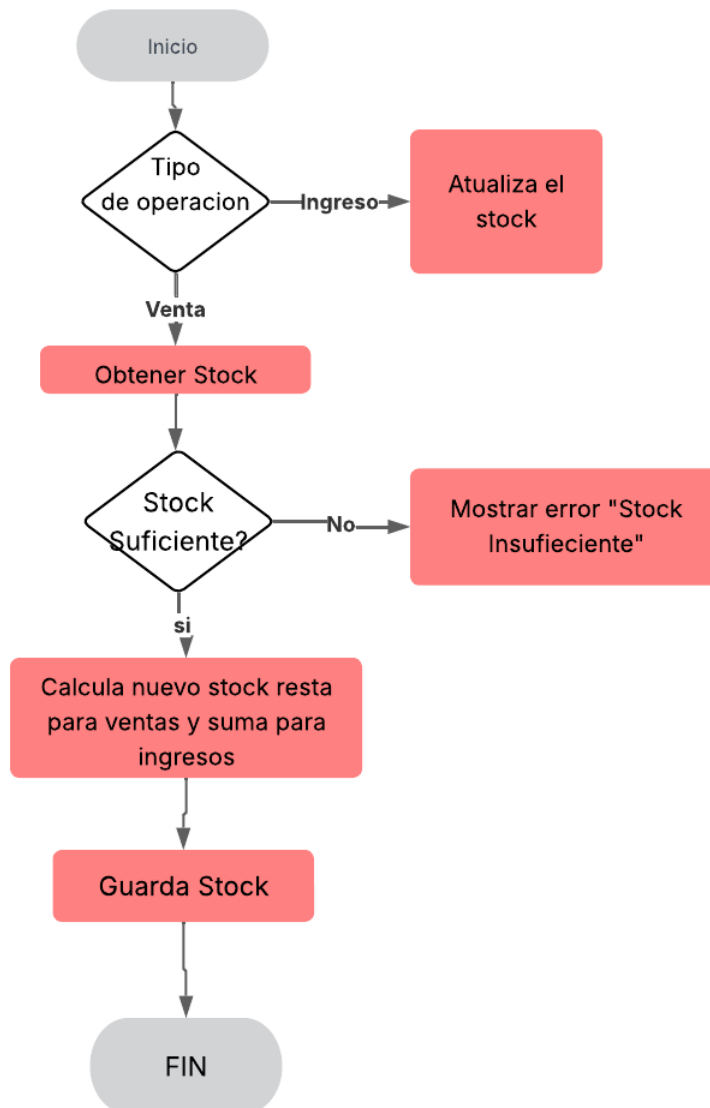 Inicio
Tipo
de operacion
Ingreso
Atualiza el
stock
Venta
Obtener Stock
Stock
Suficiente?
No
Mostrar error "Stock
Insufieciente"
si
Calcula nuevo stock resta
para ventas y suma para
ingresos
Guarda Stock
FIN